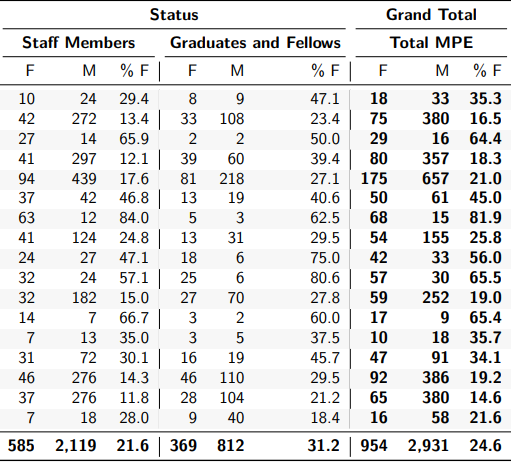 Status Grand Total
Staff Members Graduates and Fellows Total MPE
F M % F F M % F F M % F
10 24 29.4 8 9 47.1 18 33 35.3
42 272 13.4 33 108 23.4 75 380 16.5
27 14 65.9 2 2 50.0 29 16 64.4
41 297 12.1 39 60 39.4 80 357 18.3
94 439 17.6 81 218 27.1 175 657 21.0
37 42 46.8 13 19 40.6 50 61 45.0
63 12 84.0 5 3 62.5 68 15 81.9
41 124 24.8 13 31 29.5 54 155 25.8
24 27 47.1 18 6 75.0 42 33 56.0
32 24 57.1 25 6 80.6 57 30 65.5
32 182 15.0 27 70 27.8 59 252 19.0
14 7 66.7 3 2 60.0 17 9 65.4
7 13 35.0 3 5 37.5 10 18 35.7
31 72 30.1 16 19 45.7 47 91 34.1
46 276 14.3 46 110 29.5 92 386 19.2
37 276 11.8 28 104 21.2 65 380 14.6
7 18 28.0 9 40 18.4 16 58 21.6
585 2,119 21.6 369 812 31.2 954 2,931 24.6